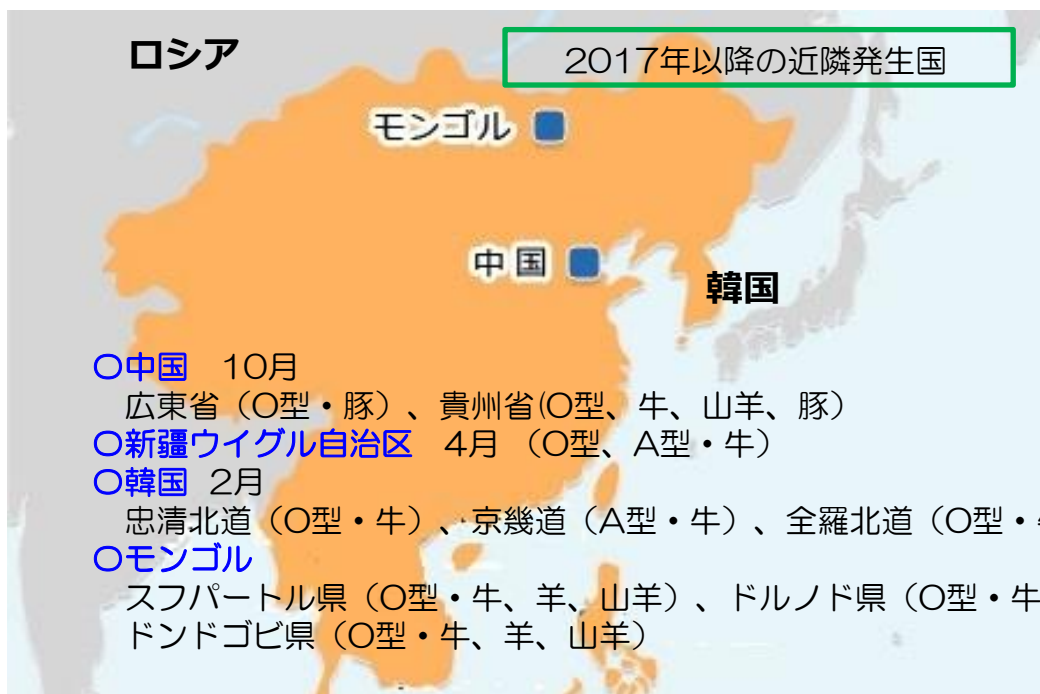 ロシア
2017年以降の近隣発生国
モンゴル
中国
韓国
〇中国　10月
広東省（O型・豚）、貴州省(O型、牛、山羊、豚）
〇新疆ウイグル自治区　4月　（O型、A型・牛）
〇韓国　2月
忠清北道（O型・牛）、京幾道（A型・牛）、全羅北道（O型・
〇モンゴル
スフパートル県（O型・牛、羊、山羊）、ドルノド県（O型・牛
ドンドゴビ県（O型・牛、羊、山羊）